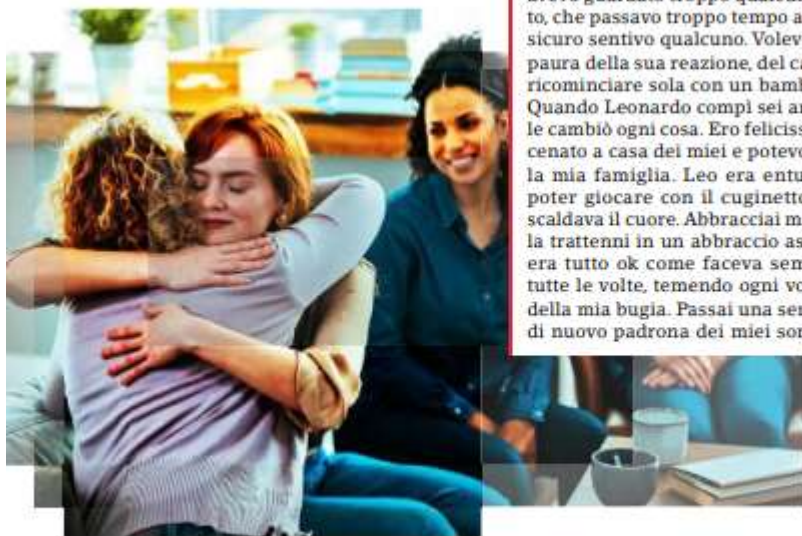 to, che passavo troppo tempo a
sicuro sentivo qualcuno. Volev
paura della sua reazione, del ca
ricominciare sola con un bamb
Quando Leonardo compì sei an
le cambiò ogni cosa. Ero feliciss
cenato a casa dei miei e potevo
la mia famiglia. Leo era entu
poter giocare con il cuginetto
scaldava il cuore. Abbracciai m
la trattenni in un abbraccio as
era tutto ok come faceva sem
tutte le volte, temendo ogni vo
della mia bugia. Passai una ser
di nuovo padrona dei miei son